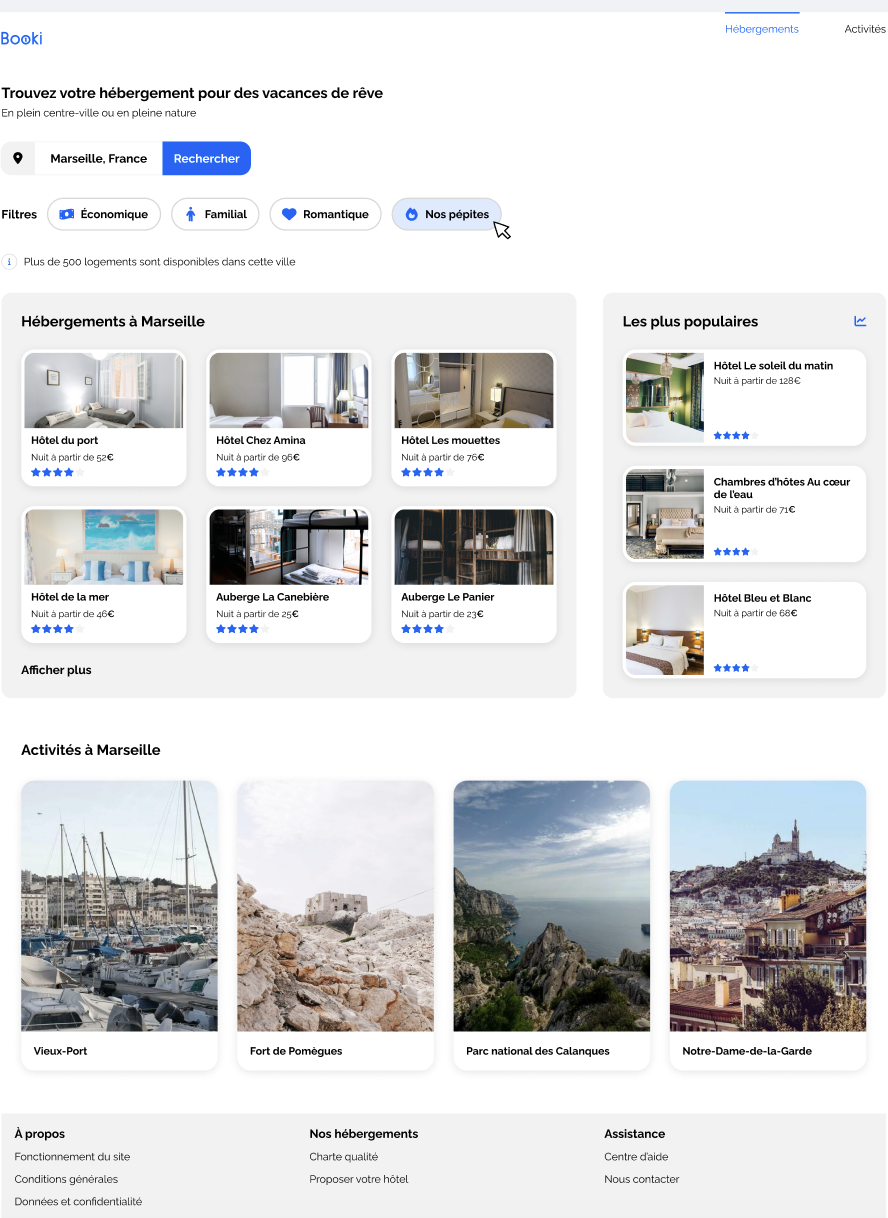 Hébergements
Activités
Booki
Trouvez votre hébergement pour des vacances de rêve
En plein centre-ville ou en pleine nature
Marseille, France
Rechercher
Filtres
Économique
Familial
Romantique
Nos pépites
i
Plus de 500 logements sont disponibles dans cette ville
Hébergements à Marseille
Hôtel du port
Nuit à partir de 52€
Hôtel Chez Amina
Nuit à partir de 96€
Hôtel Les mouettes
Nuit à partir de 76€
Hôtel de la mer
Nuit à partir de 46€
Auberge La Canebière
Nuit à partir de 25€
Auberge Le Panier
Nuit à partir de 23€
Afficher plus
Les plus populaires
Hôtel Le soleil du matin
Nuit à partir de 128€
Chambres d'hôtes Au cœur
de l'eau
Nuit à partir de 71€
Hôtel Bleu et Blanc
Nuit à partir de 68€
Activités à Marseille
Vieux-Port
Fort de Pomègues
Parc national des Calanques
Notre-Dame-de-la-Garde
À propos
Fonctionnement du site
Conditions générales
Données et confidentialité
Nos hébergements
Charte qualité
Proposer votre hôtel
Assistance
Centre d'aide
Nous contacter